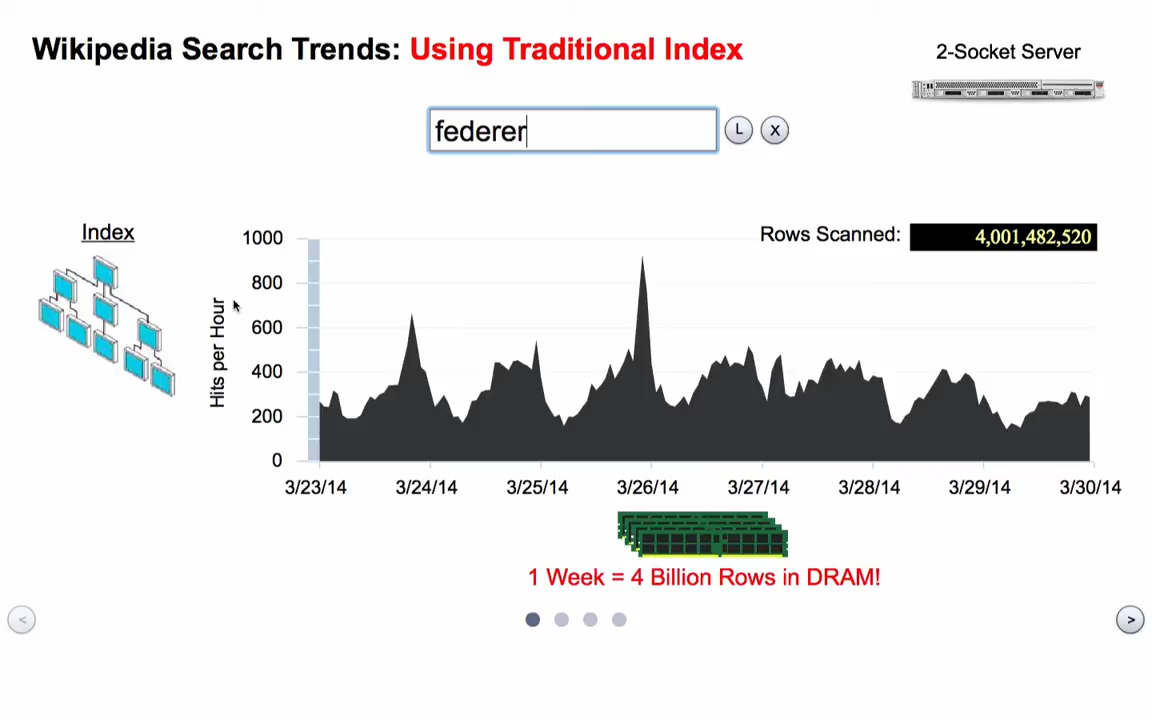 Wikipedia Search Trends: Using Traditional Index
2-Socket Server
federer
L
X
Index
Rows Scanned: 4,001,482,520
Hits per Hour
1000
800
600
400
200
0
3/23/14 3/24/14 3/25/14 3/26/14 3/27/14 3/28/14 3/29/14 3/30/14
1 Week = 4 Billion Rows in DRAM!
<
>